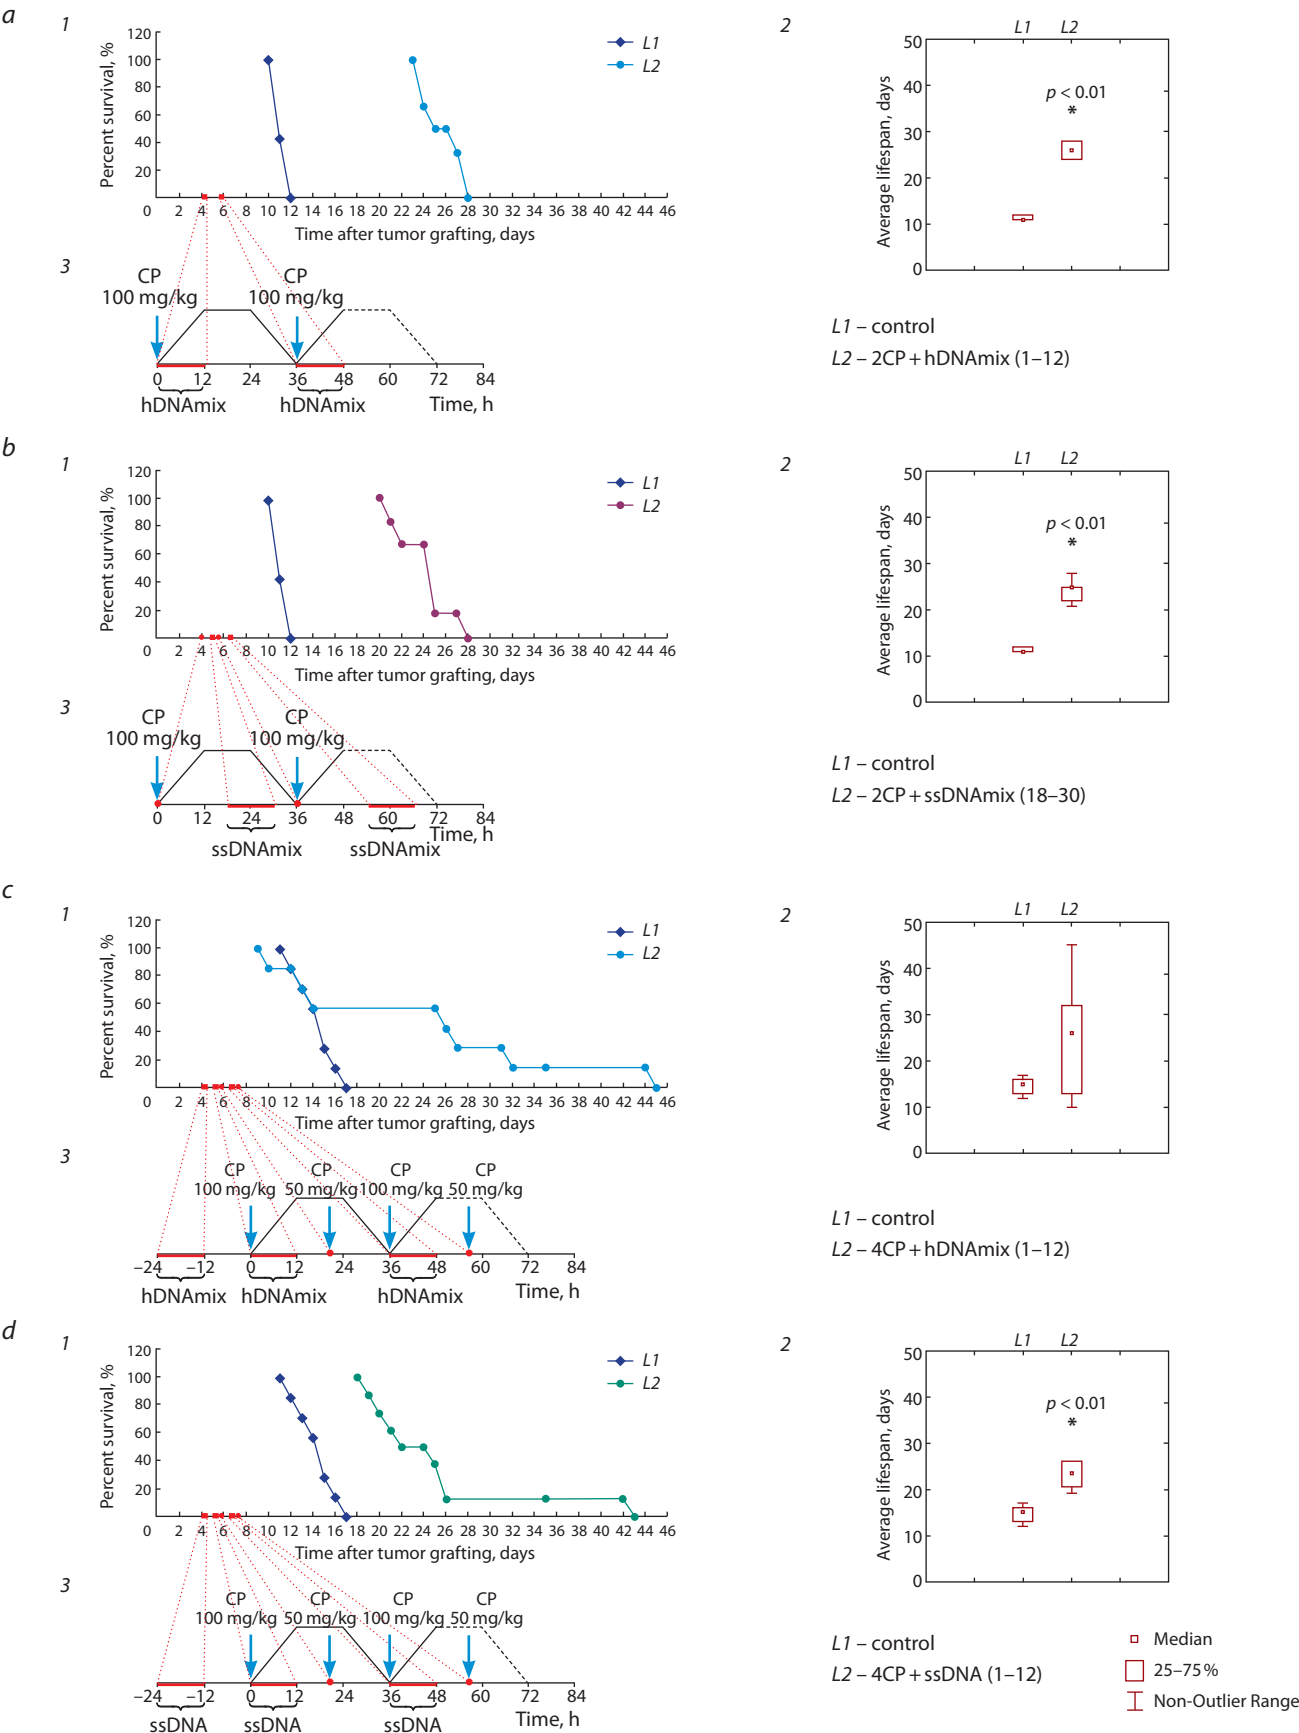 a
1
120
100
80
60
40
20
Percent survival, %
L1
L2
0 2 4 6 8 10 12 14 16 18 20 22 24 26 28 30 32 34 36 38 40 42 44 46
Time after tumor grafting, days
2
L1 L2
50
40
30
20
10
0
Average lifespan, days
p < 0.01
*
3
CP
100 mg/kg
CP
100 mg/kg
0 12 24 36 48 60 72 84
hDNAmix hDNAmix Time, h
L1 – control
L2 – 2CP + hDNAmix (1–12)
b
1
120
100
80
60
40
20
Percent survival, %
L1
L2
0 2 4 6 8 10 12 14 16 18 20 22 24 26 28 30 32 34 36 38 40 42 44 46
Time after tumor grafting, days
2
L1 L2
50
40
30
20
10
0
Average lifespan, days
p < 0.01
*
3
CP
100 mg/kg
CP
100 mg/kg
0 12 24 36 48 60 72 84
Time, h
ssDNAmix ssDNAmix
L1 – control
L2 – 2CP + ssDNAmix (18–30)
c
1
120
100
80
60
40
20
Percent survival, %
L1
L2
0 2 4 6 8 10 12 14 16 18 20 22 24 26 28 30 32 34 36 38 40 42 44 46
Time after tumor grafting, days
2
L1 L2
50
40
30
20
10
0
Average lifespan, days
3
CP CP CP CP
100 mg/kg 50 mg/kg 100 mg/kg 50 mg/kg
–24 –12 0 12 24 36 48 60 72 84
hDNAmix hDNAmix hDNAmix Time, h
L1 – control
L2 – 4CP + hDNAmix (1–12)
d
1
120
100
80
60
40
20
Percent survival, %
L1
L2
0 2 4 6 8 10 12 14 16 18 20 22 24 26 28 30 32 34 36 38 40 42 44 46
Time after tumor grafting, days
2
L1 L2
50
40
30
20
10
0
Average lifespan, days
p < 0.01
*
3
CP CP CP CP
100 mg/kg 50 mg/kg 100 mg/kg 50 mg/kg
–24 –12 0 12 24 36 48 60 72 84
ssDNA ssDNA ssDNA Time, h
L1 – control
L2 – 4CP + ssDNA (1–12)
Median
25–75 %
Non-Outlier Range